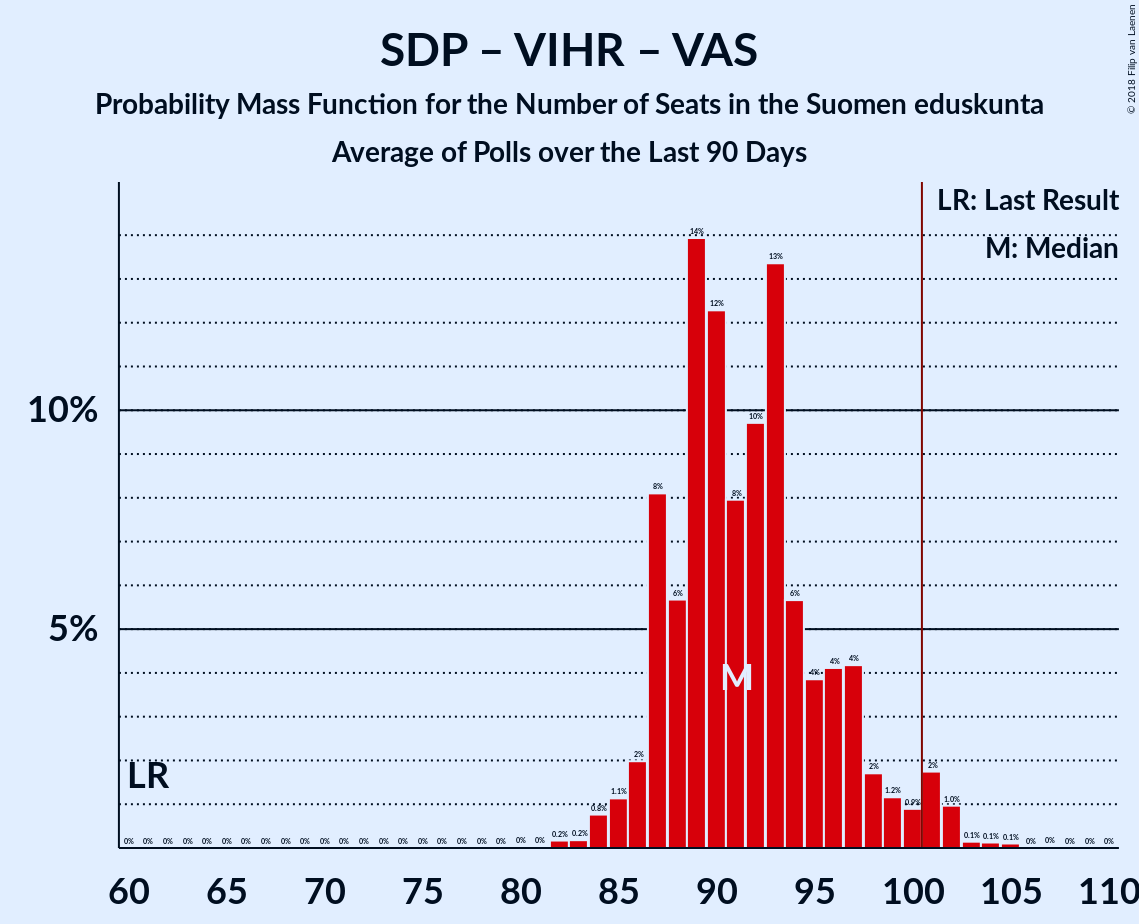 SDP – VIHR – VAS
Probability Mass Function for the Number of Seats in the Suomen eduskunta
Average of Polls over the Last 90 Days
© 2018 Filip van Laenen
LR: Last Result
M: Median
10%
5%
LR
M
0% 0% 0% 0% 0% 0% 0% 0% 0% 0% 0% 0% 0% 0% 0% 0% 0% 0% 0% 0% 0% 0% 0.2% 0.2% 0.8% 1.1% 2% 8% 6% 14% 12% 8% 10% 13% 6% 4% 4% 4% 2% 1.2% 0.9% 2% 1.0% 0.1% 0.1% 0.1% 0% 0% 0% 0% 0%
60 65 70 75 80 85 90 95 100 105 110